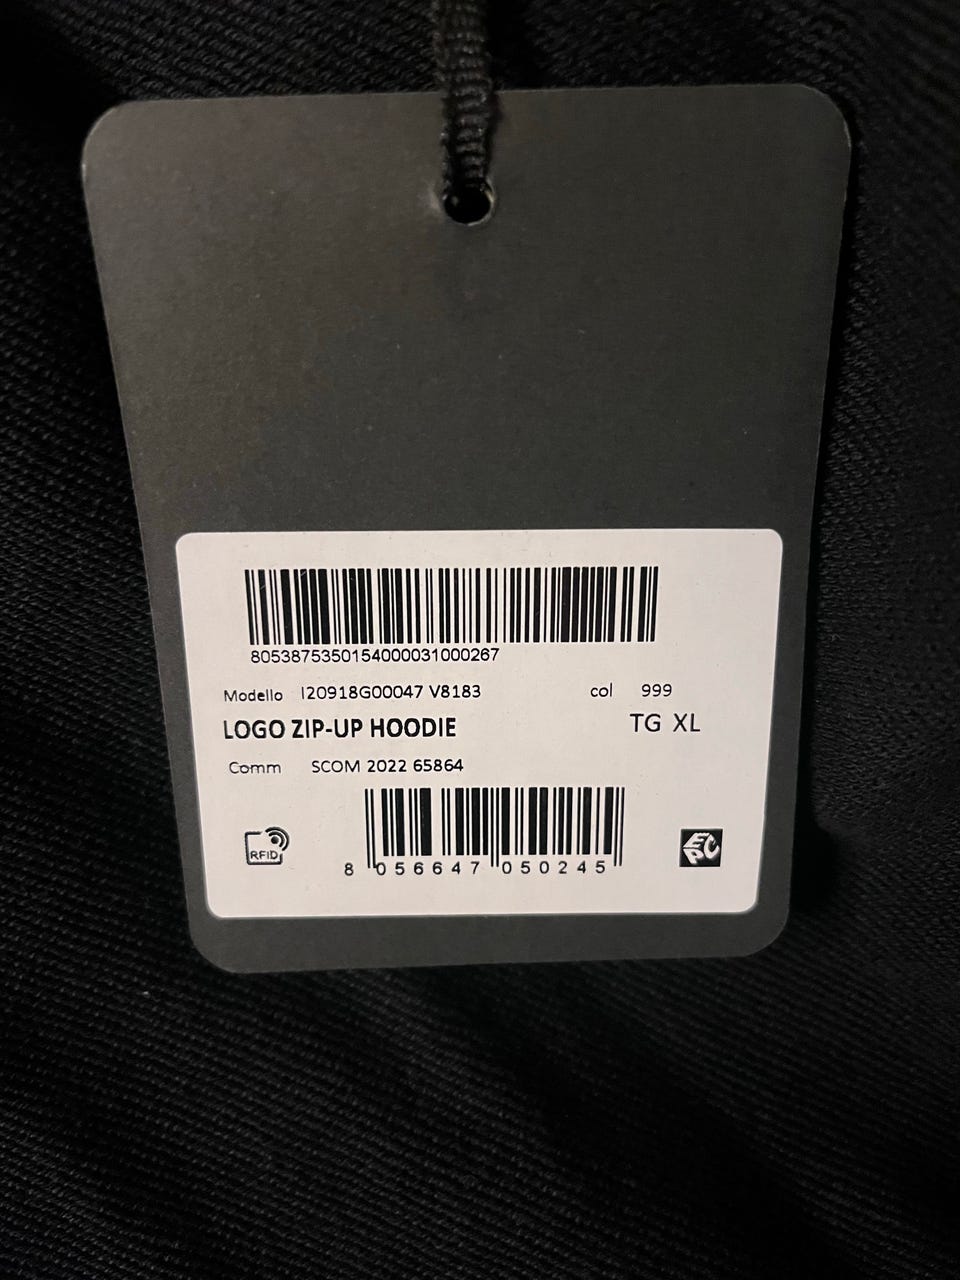 8053875350154000031000267
Modello I20918G00047 V8183 col 999
LOGO ZIP-UP HOODIE TG XL
Comm SCOM 2022 65864
RFID
EPC
8 056647 050245